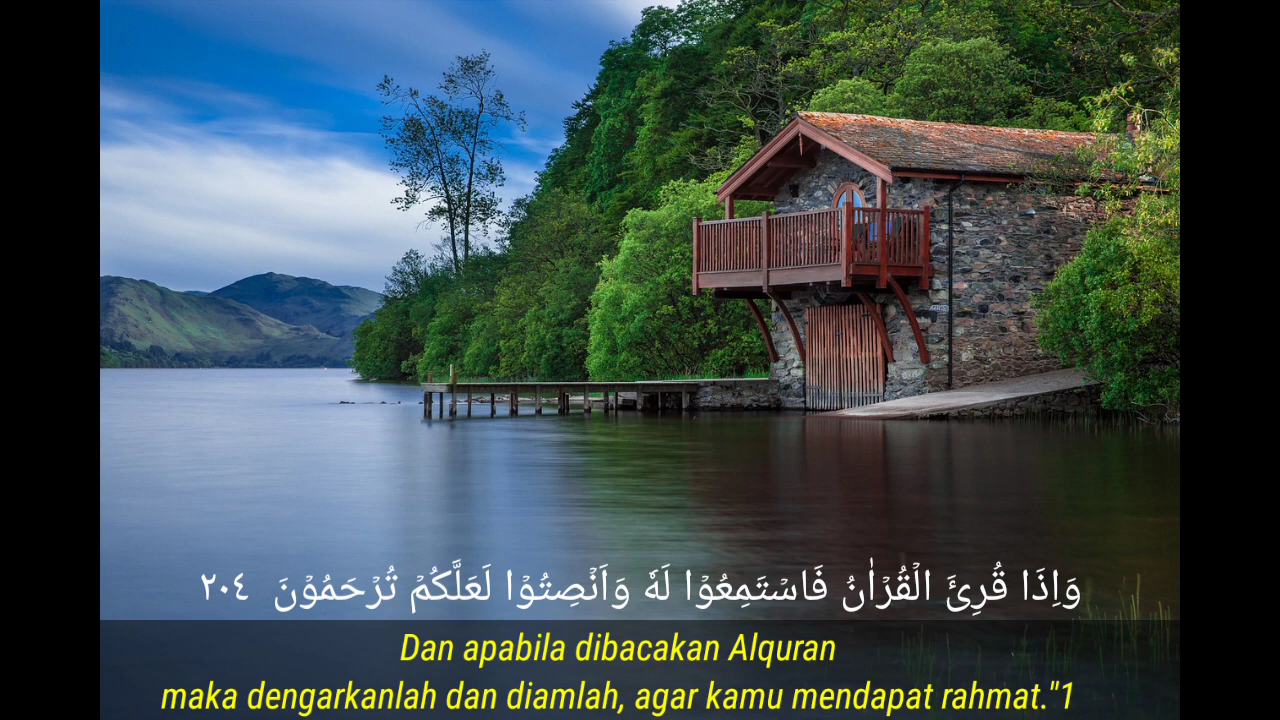 وَاِذَا قُرِئَ الْقُرْاٰنُ فَاسْتَمِعُوْا لَهٗ وَاَنْصِتُوْا لَعَلَّكُمْ تُرْحَمُوْنَ ٢٠٤
Dan apabila dibacakan Alquran
maka dengarkanlah dan diamlah, agar kamu mendapat rahmat."1